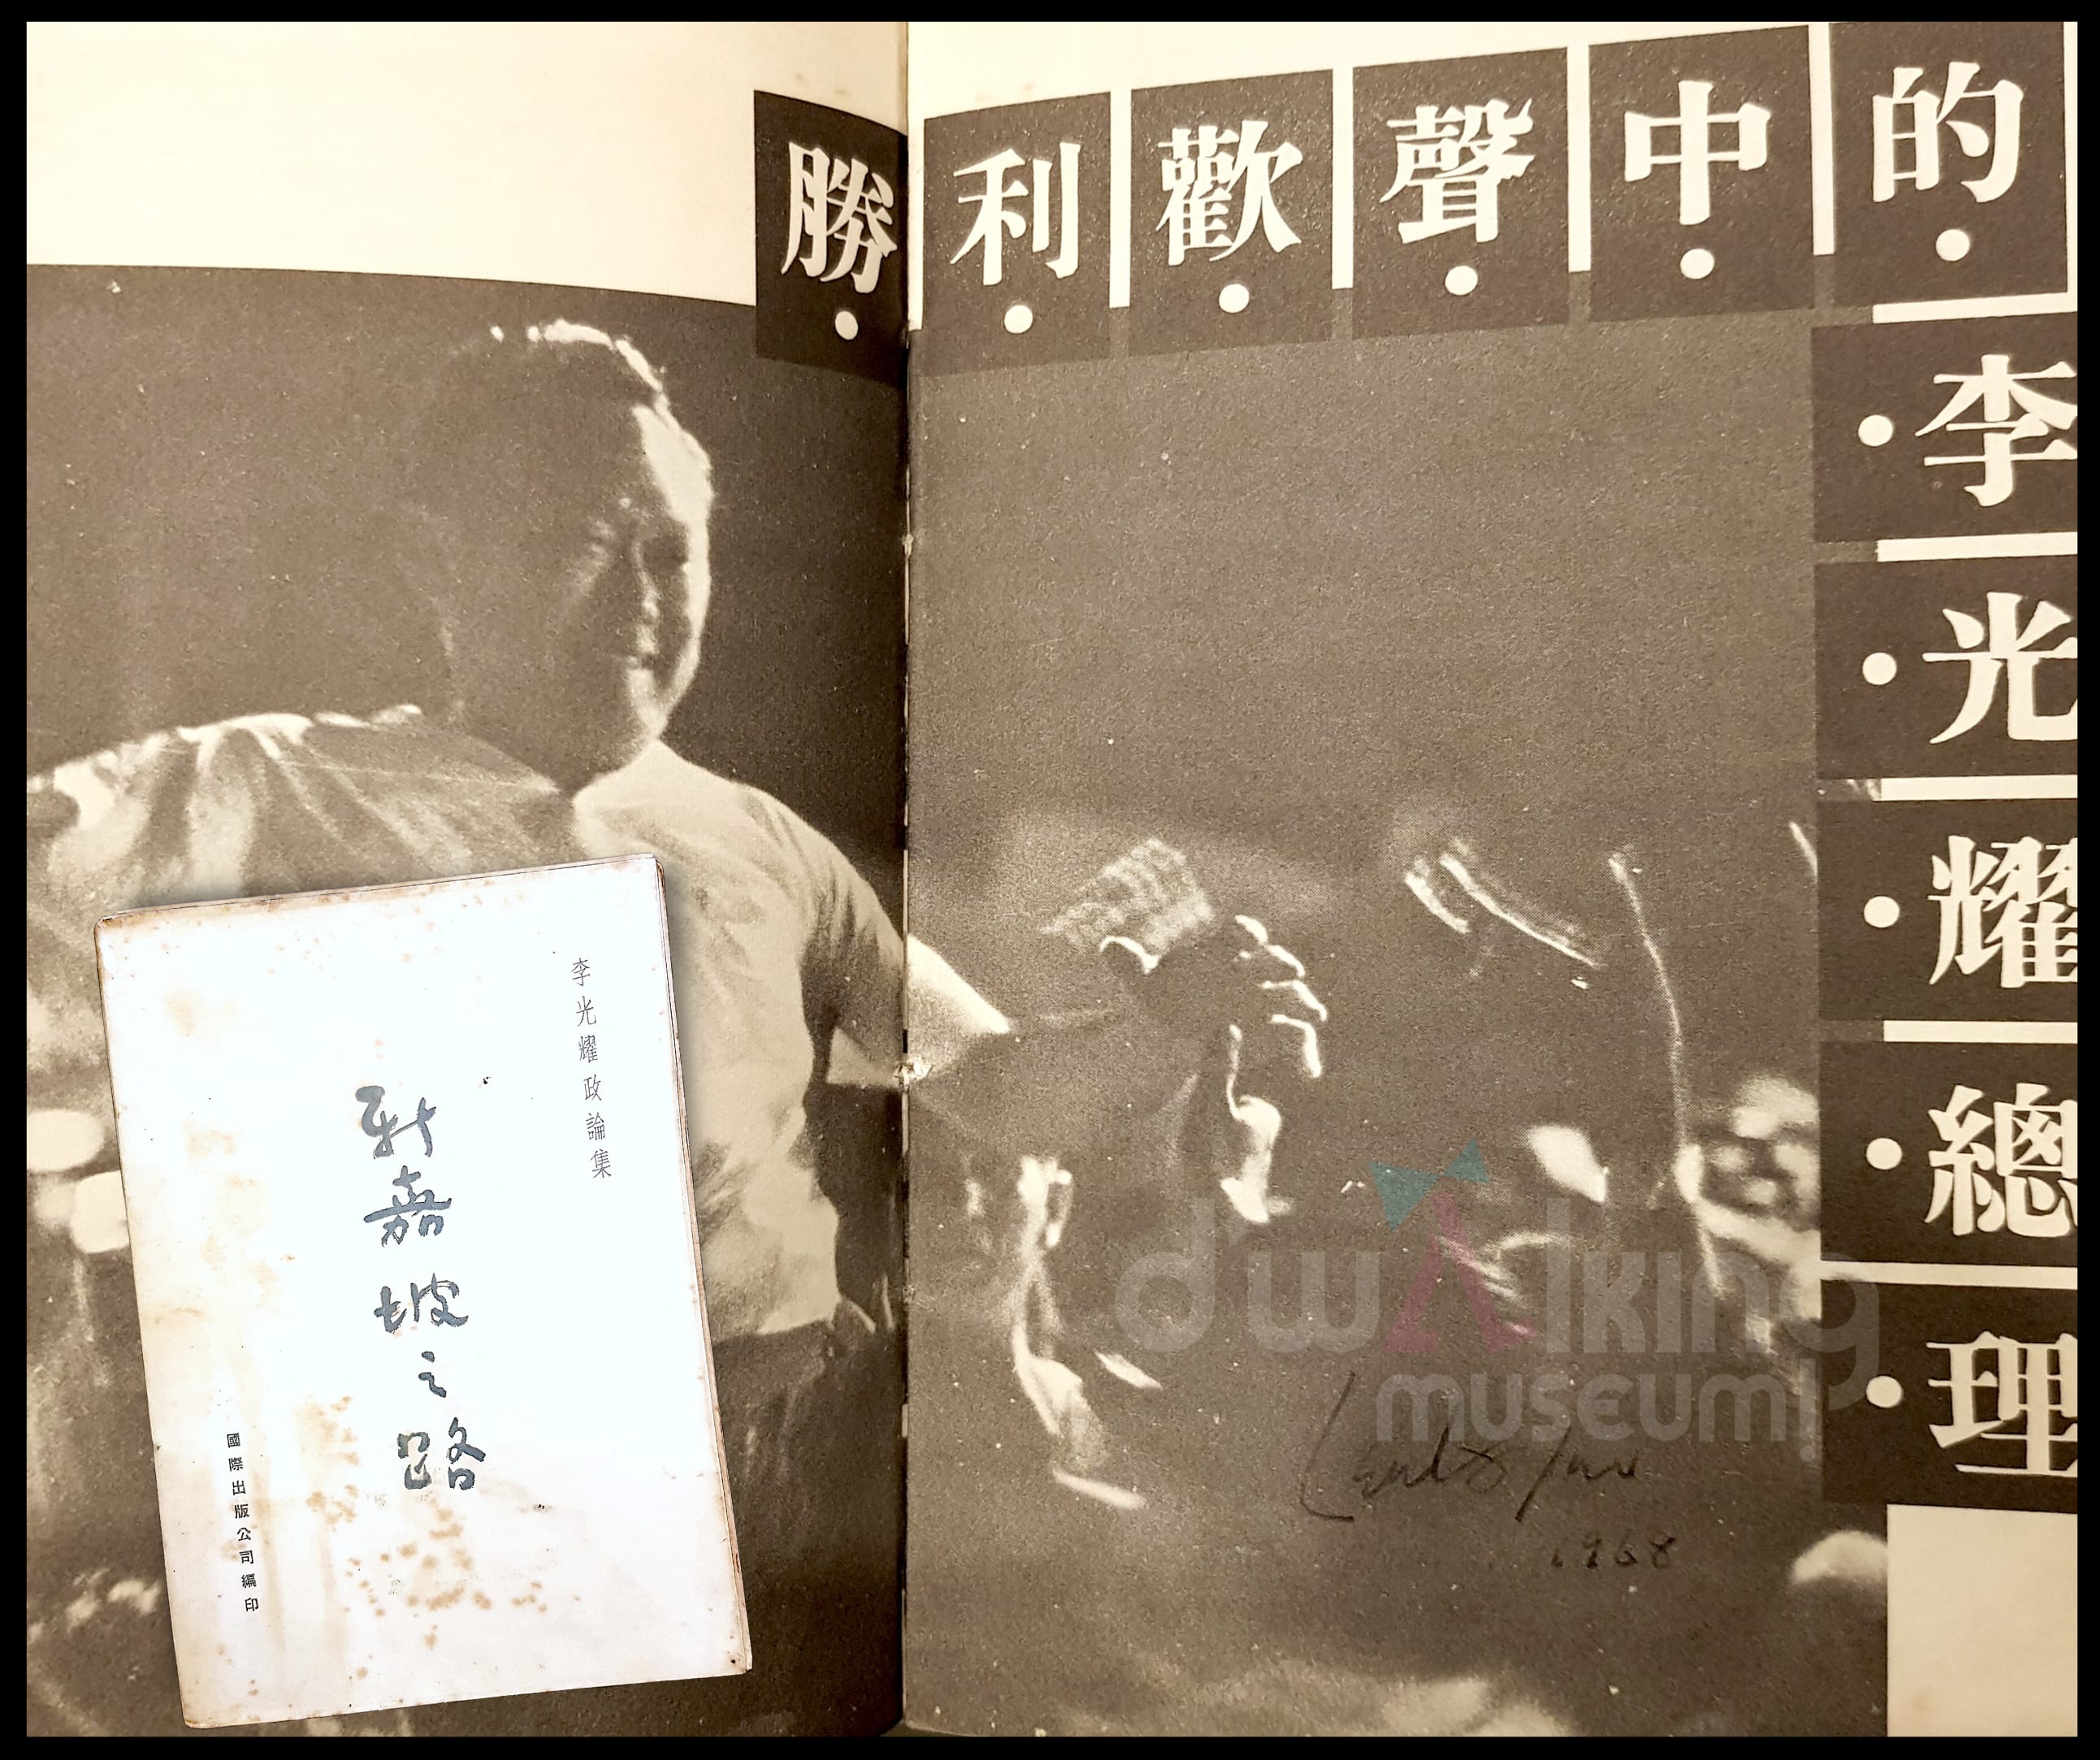 勝·利·歡·聲·中·的·李·光·耀·總·理
李光耀政論集
新嘉坡之路
國際出版公司編印
dwalking
museum!
1968